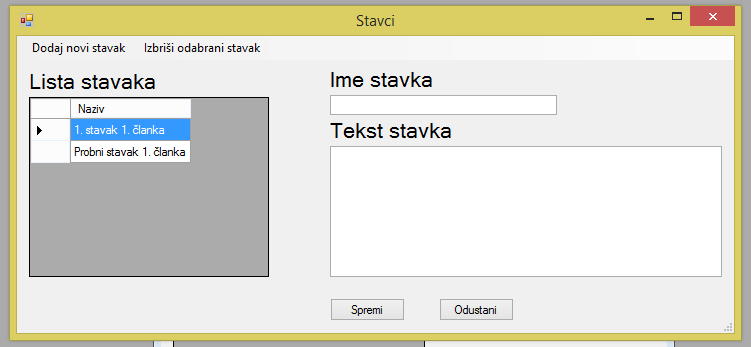 Stavci
Dodaj novi stavak Izbriši odabrani stavak
Lista stavaka
Naziv
1. stavak 1. članka
Probni stavak 1. članka
Ime stavka
Tekst stavka
Spremi Odustani